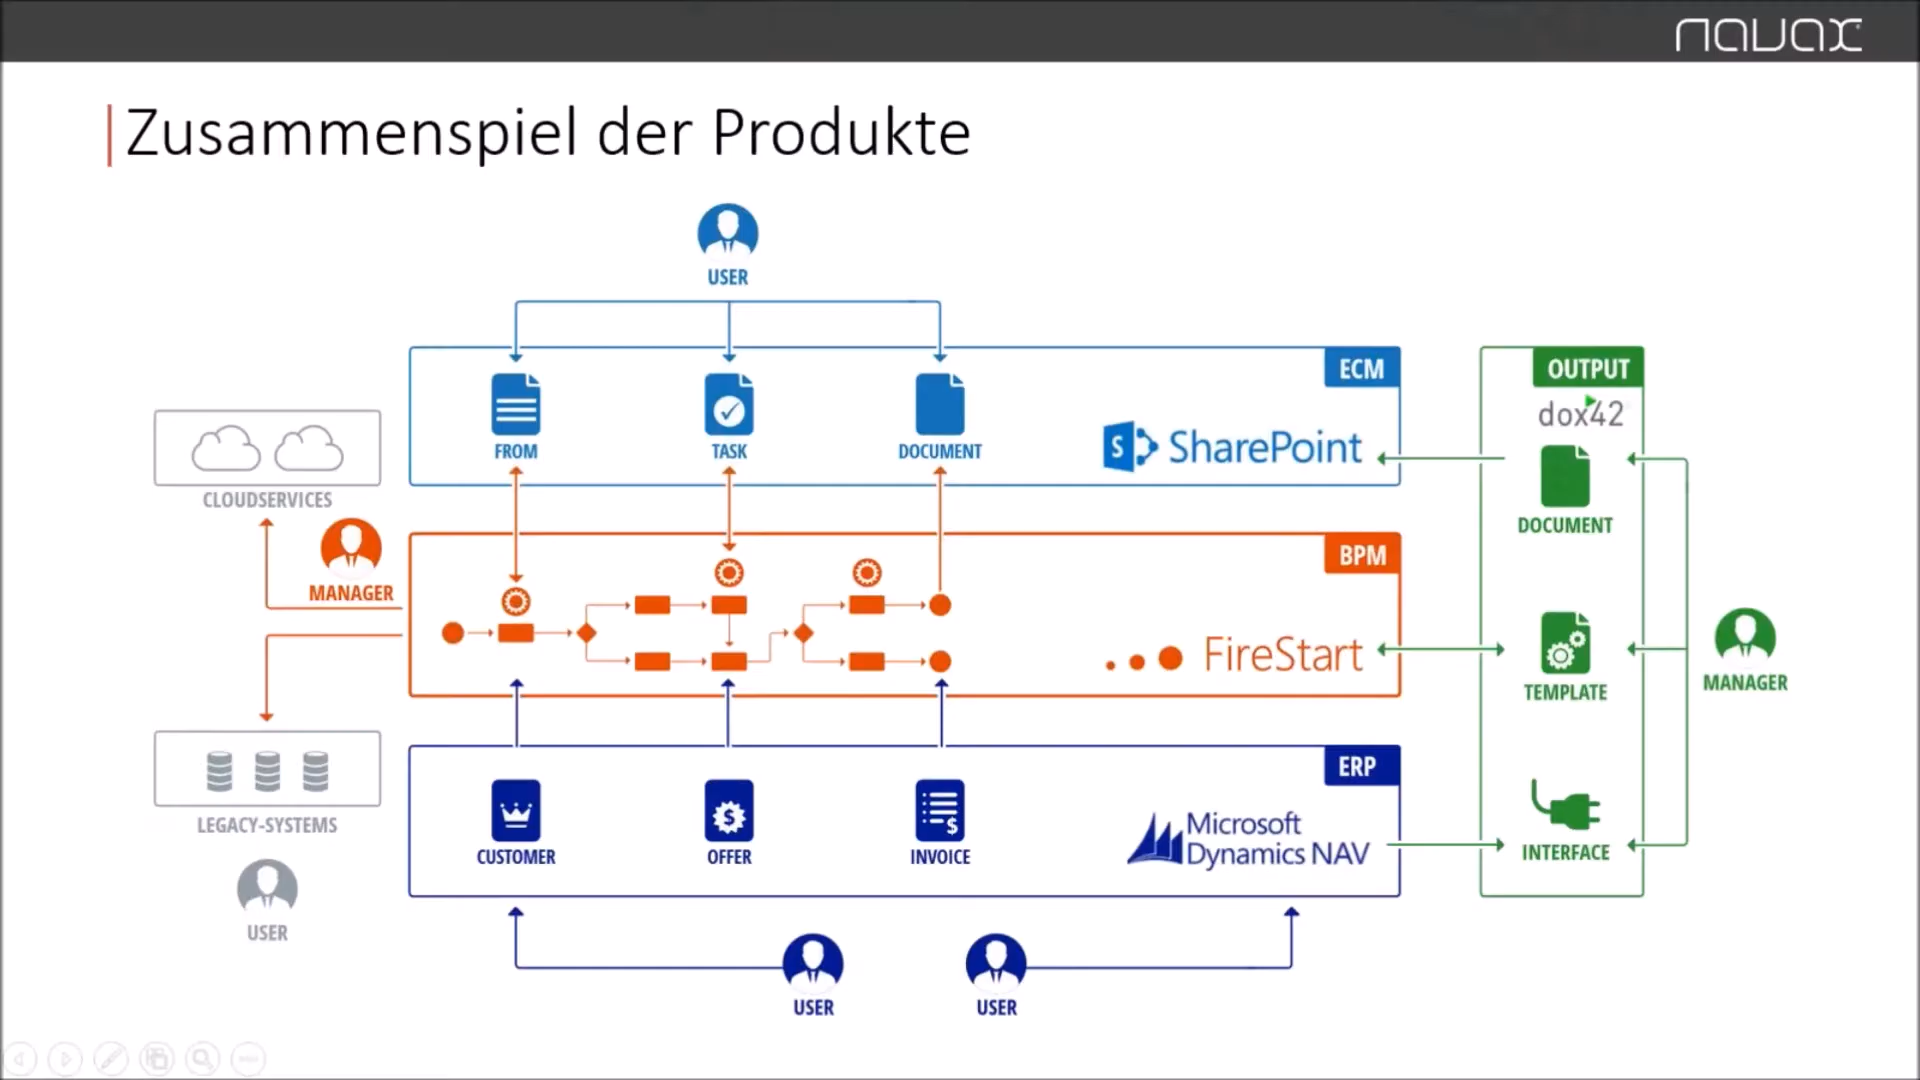 navax
Zusammenspiel der Produkte
USER
ECM
OUTPUT
dox42
FROM
TASK
DOCUMENT
SharePoint
CLOUDSERVICES
DOCUMENT
MANAGER
BPM
FireStart
TEMPLATE
MANAGER
ERP
CUSTOMER
OFFER
INVOICE
Microsoft
Dynamics NAV
INTERFACE
LEGACY-SYSTEMS
USER
USER
USER